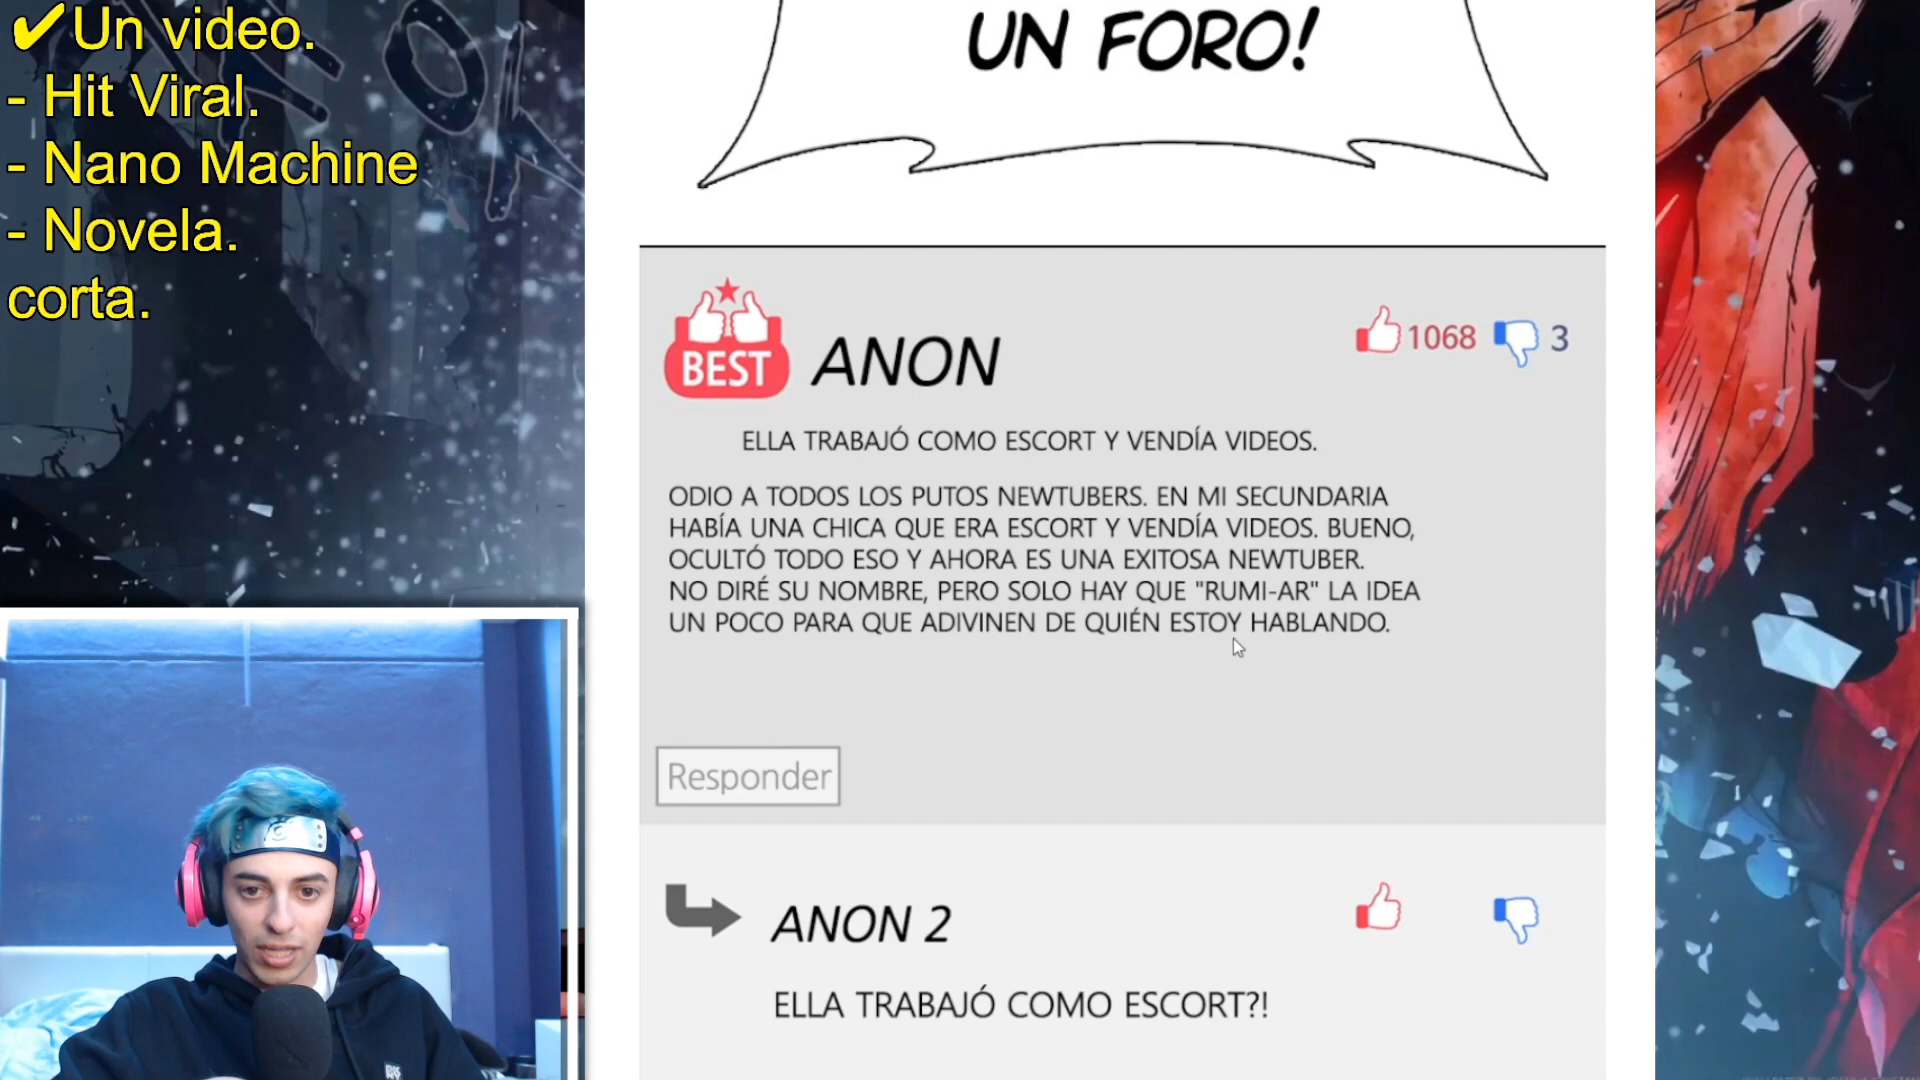 ✔Un video.
- Hit Viral.
- Nano Machine
- Novela.
corta.
UN FORO!
BEST
ANON
1068
3
ELLA TRABAJÓ COMO ESCORT Y VENDÍA VIDEOS.
ODIO A TODOS LOS PUTOS NEWTUBERS. EN MI SECUNDARIA
HABÍA UNA CHICA QUE ERA ESCORT Y VENDÍA VIDEOS. BUENO,
OCULTÓ TODO ESO Y AHORA ES UNA EXITOSA NEWTUBER.
NO DIRÉ SU NOMBRE, PERO SOLO HAY QUE "RUMI-AR" LA IDEA
UN POCO PARA QUE ADIVINEN DE QUIÉN ESTOY HABLANDO.
Responder
ANON 2
ELLA TRABAJÓ COMO ESCORT?!